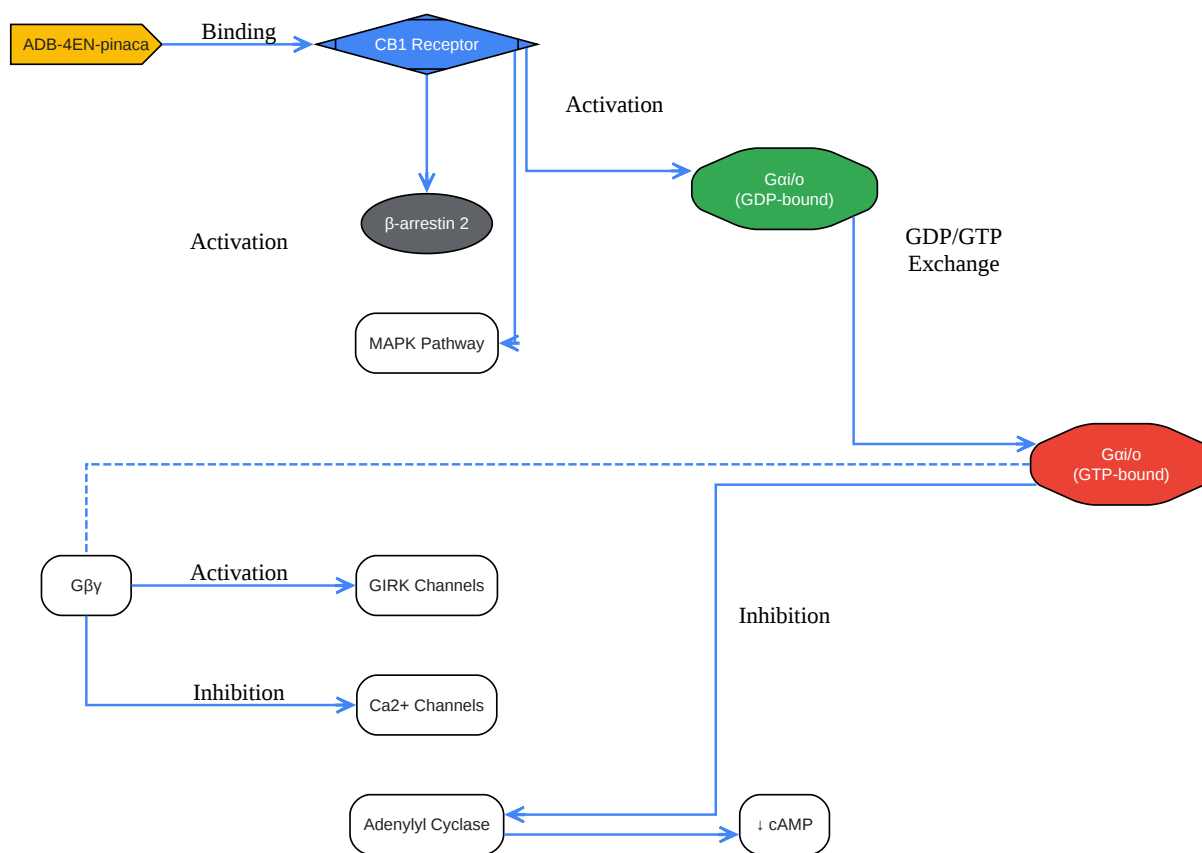 ADB-4EN-pinaca
Binding
CB1 Receptor
Activation
Gαi/o
(GDP-bound)
β-arrestin 2
Activation
GDP/GTP
Exchange
MAPK Pathway
Gαi/o
(GTP-bound)
Gβγ
Activation
GIRK Channels
Inhibition
Inhibition
Ca2+ Channels
Adenylyl Cyclase
↓ cAMP